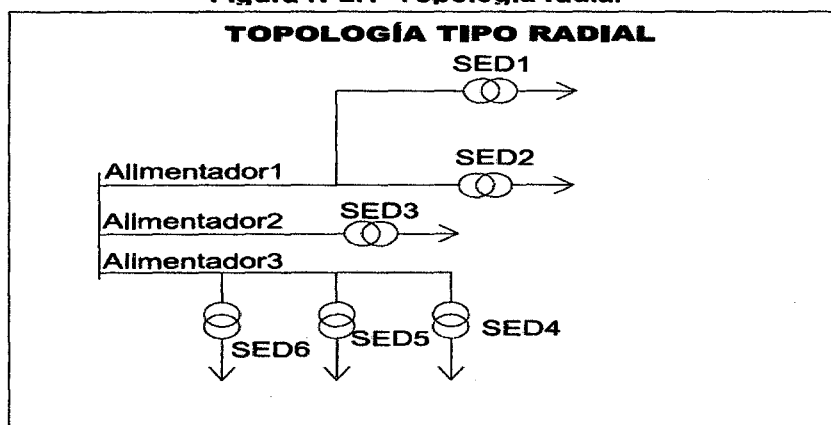 TOPOLOGÍA TIPO RADIAL
SED1
Alimentador1
SED2
Alimentador2
SED3
Alimentador3
SED6
SED5
SED4